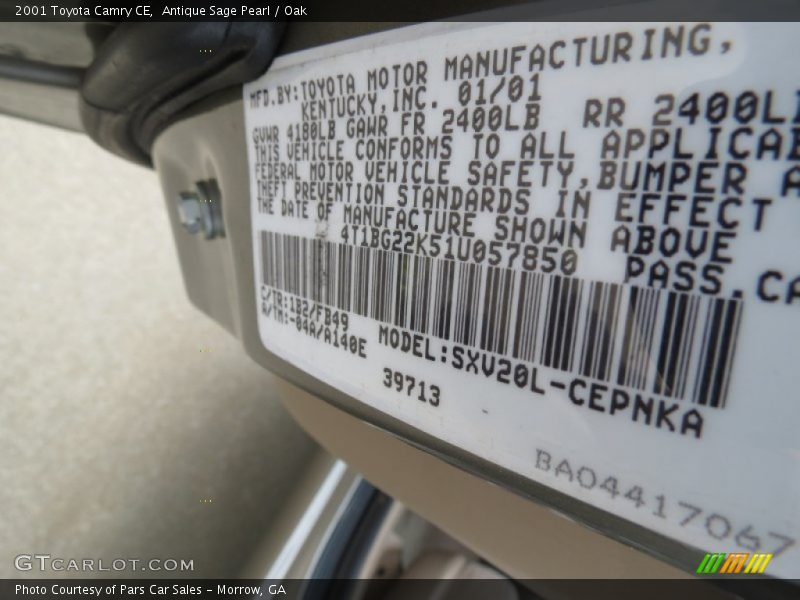 2001 Toyota Camry CE, Antique Sage Pearl / Oak
MFD.BY:TOYOTA MOTOR MANUFACTURING,
KENTUCKY,INC. 01/01
GVWR 4180LB GAWR FR 2400LB RR 2400LB
THIS VEHICLE CONFORMS TO ALL APPLICAB
FEDERAL MOTOR VEHICLE SAFETY,BUMPER A
THEFT PREVENTION STANDARDS IN EFFECT
THE DATE OF MANUFACTURE SHOWN ABOVE
4T1BG22K51U057850 PASS.CA
C/TR:1B2/FB49
A/TM:-04A/A140E
MODEL:SXV20L-CEPNKA
39713
BA04417067
GTCARLOT.COM
Photo Courtesy of Pars Car Sales - Morrow, GA